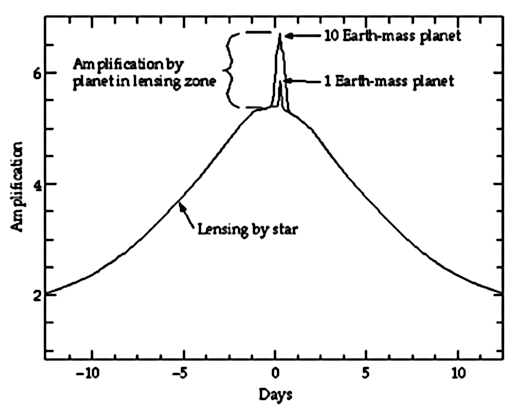 10 Earth-mass planet
Amplification by
planet in lensing zone
1 Earth-mass planet
6
4
2
Amplification
Lensing by star
−10
−5
0
5
10
Days